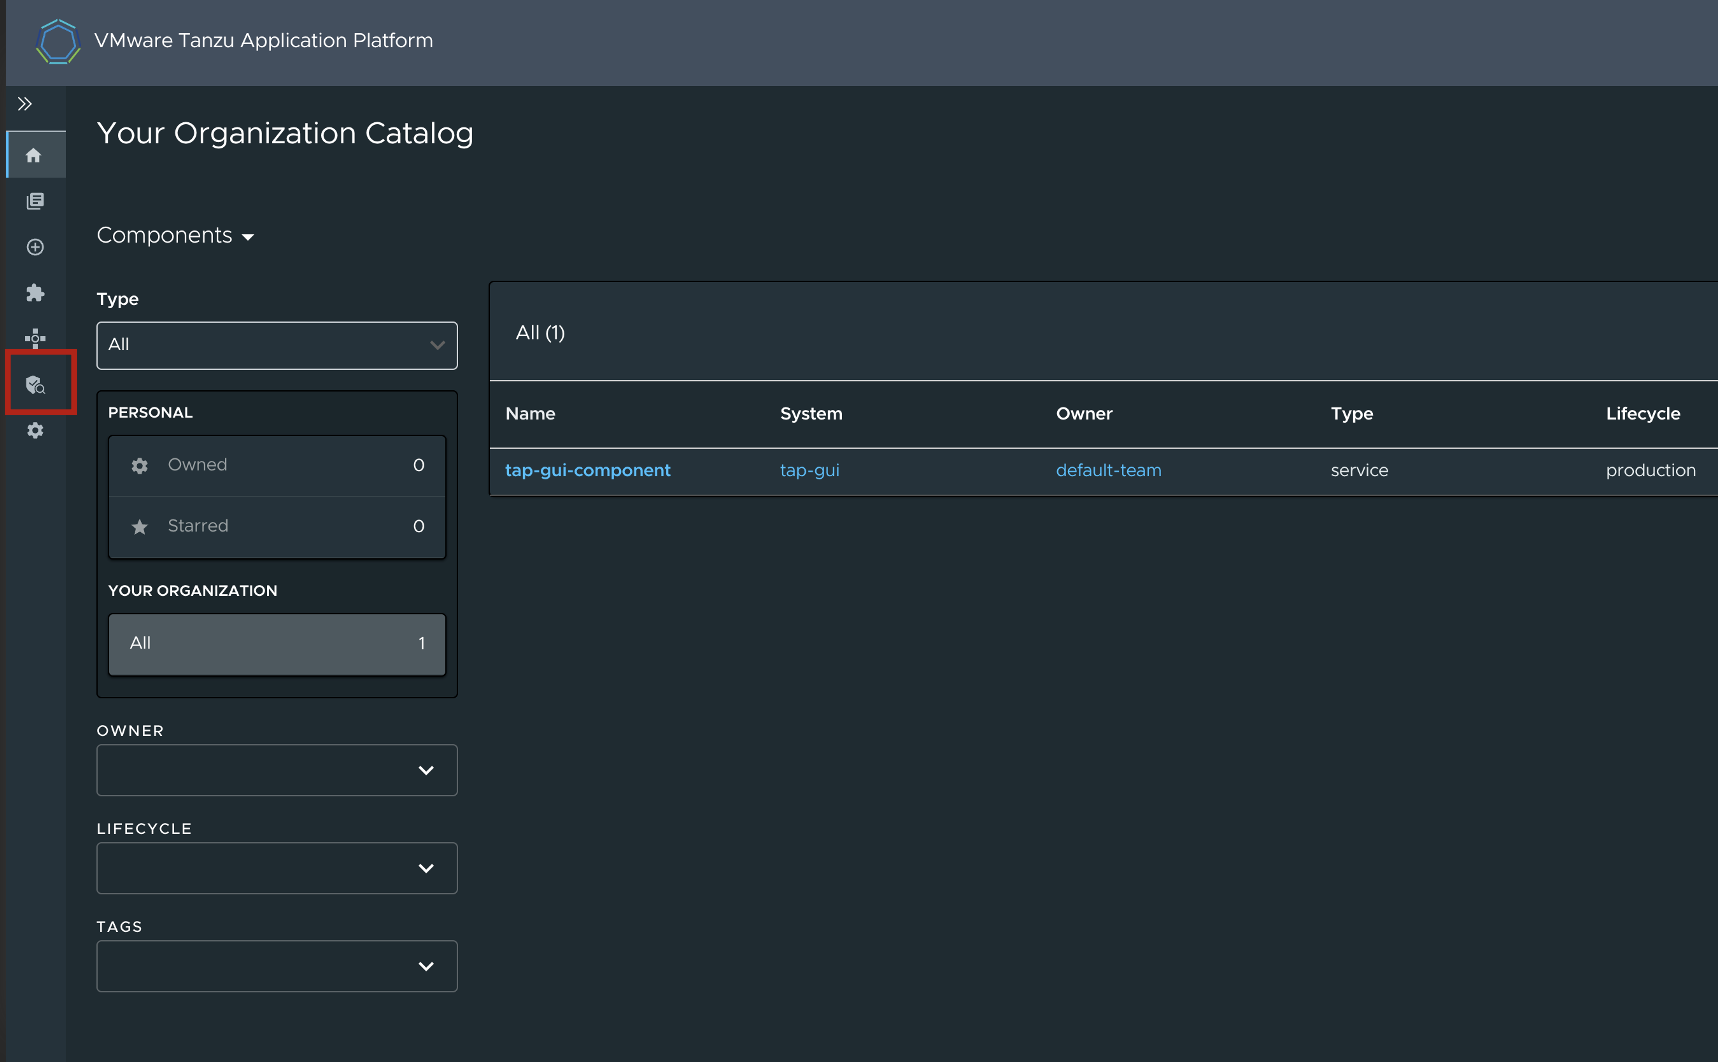 VMware Tanzu Application Platform
Your Organization Catalog
Components
Type
All
PERSONAL
Owned 0
Starred 0
YOUR ORGANIZATION
All 1
OWNER
LIFECYCLE
TAGS
All (1)
Name System Owner Type Lifecycle
tap-gui-component tap-gui default-team service production